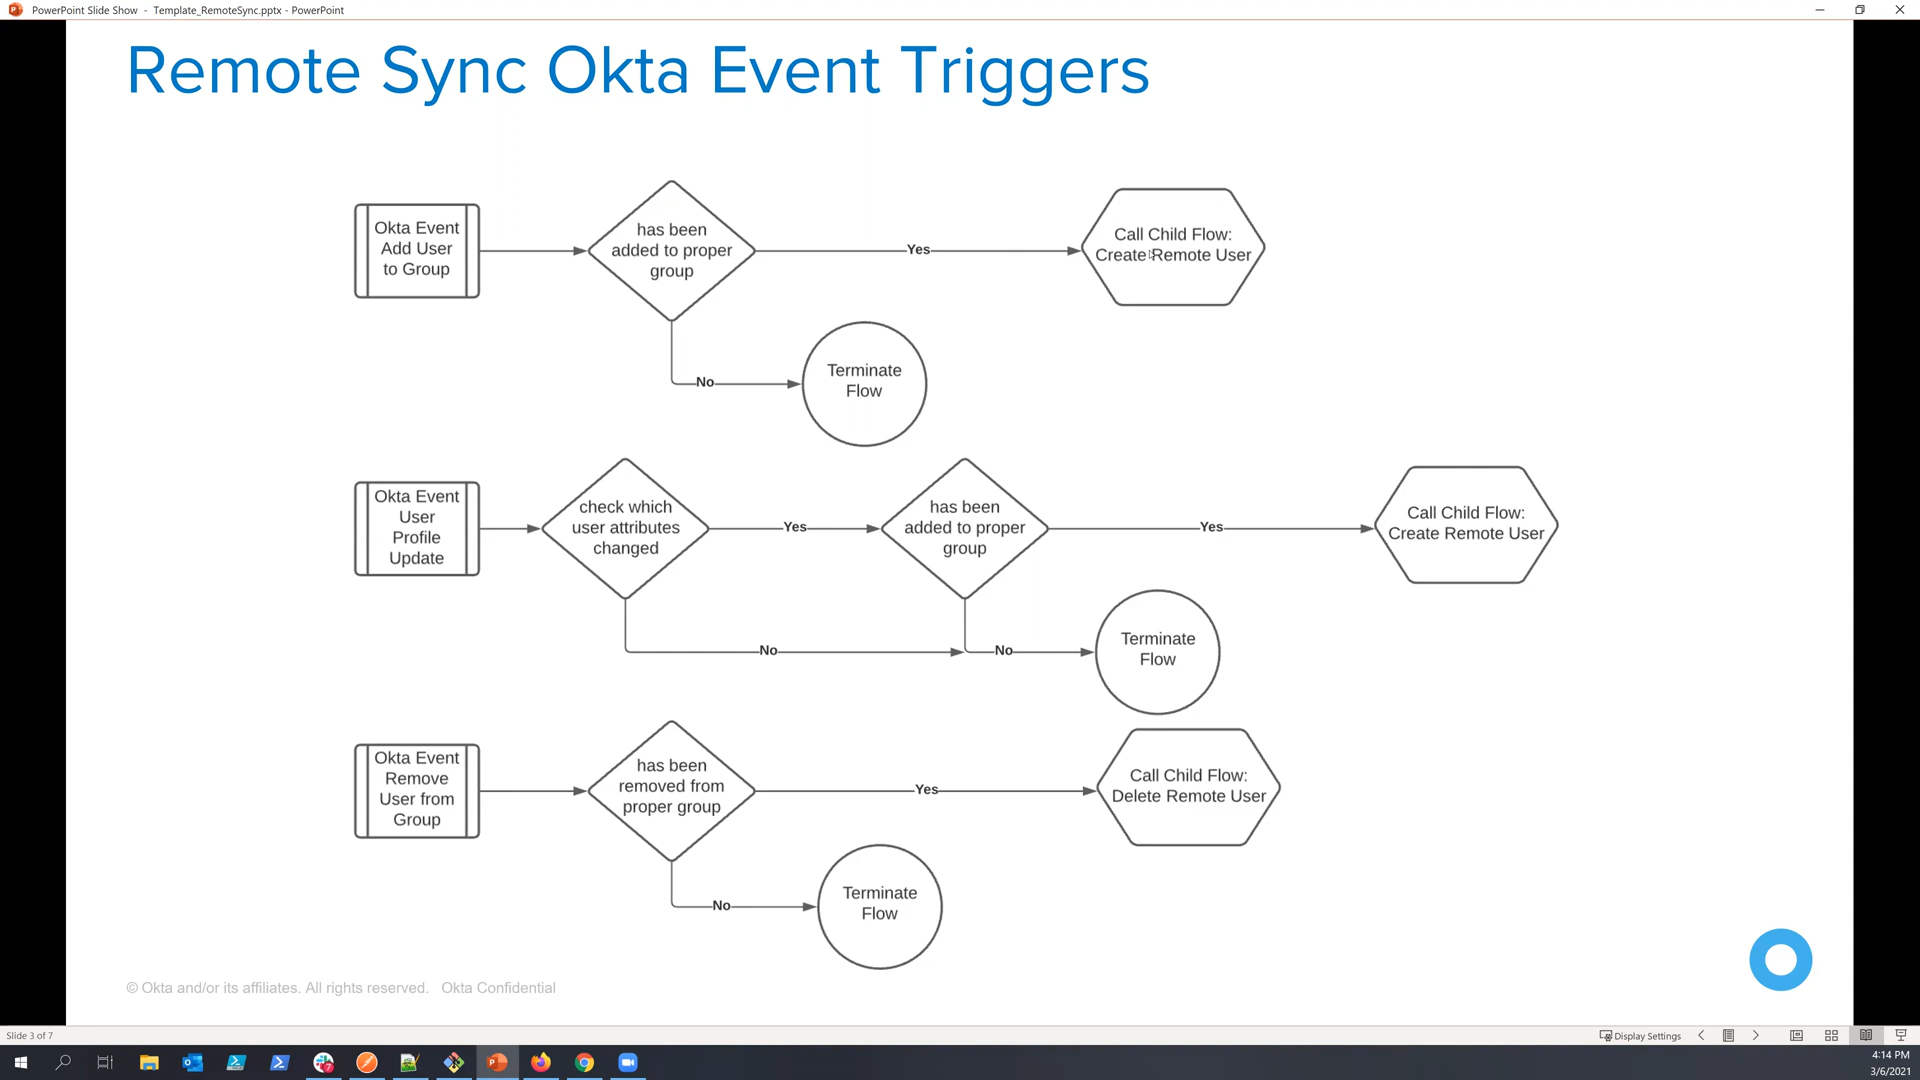 PowerPoint Slide Show - Template_RemoteSync.pptx - PowerPoint
Remote Sync Okta Event Triggers
Okta Event
Add User
to Group
has been
added to proper
group
Yes
Call Child Flow:
Create Remote User
No
Terminate
Flow
Okta Event
User
Profile
Update
check which
user attributes
changed
Yes
has been
added to proper
group
Yes
Call Child Flow:
Create Remote User
No
No
Terminate
Flow
Okta Event
Remove
User from
Group
has been
removed from
proper group
Yes
Call Child Flow:
Delete Remote User
No
Terminate
Flow
© Okta and/or its affiliates. All rights reserved. Okta Confidential
Slide 3 of 7
Display Settings
4:14 PM
3/6/2021